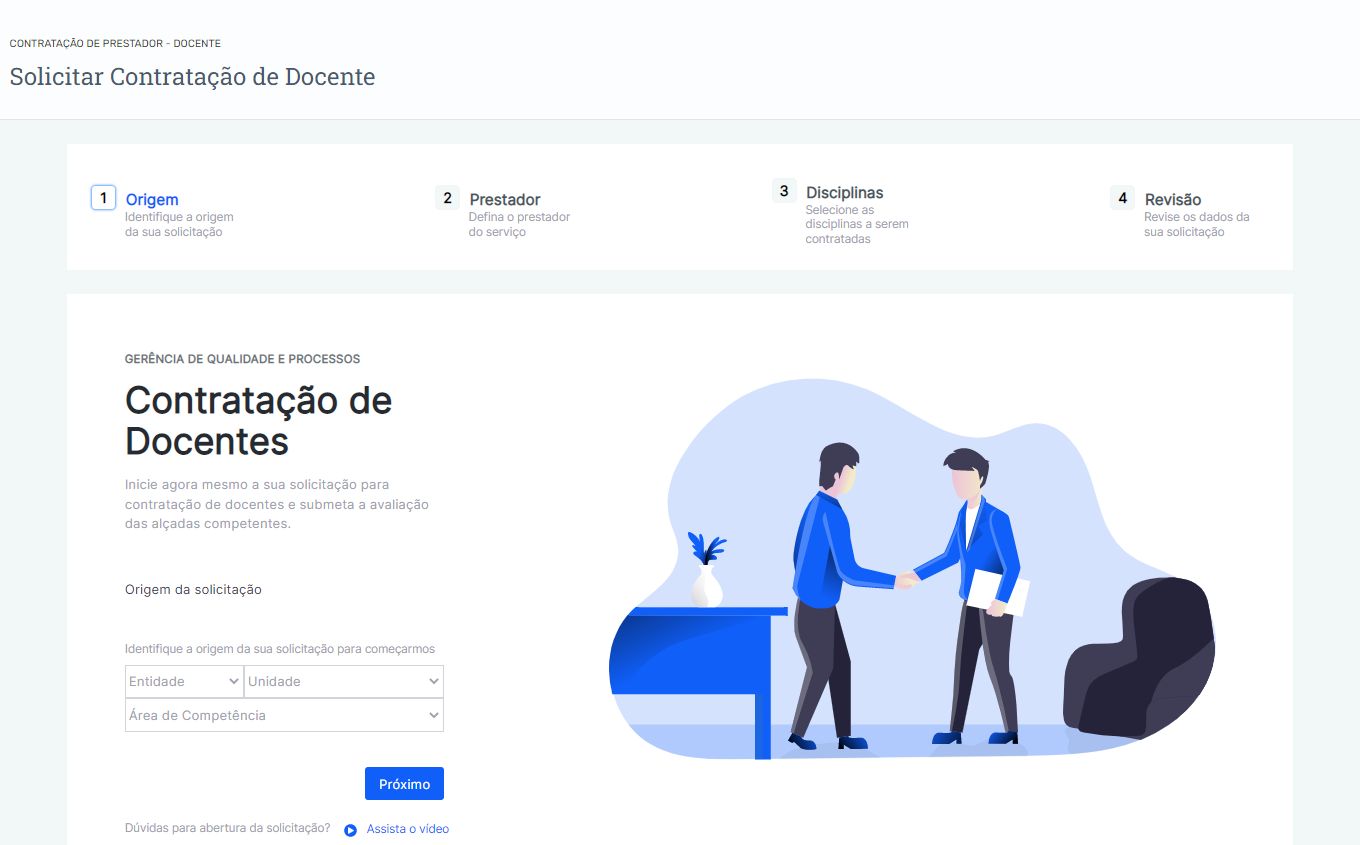 CONTRATAÇÃO DE PRESTADOR - DOCENTE
Solicitar Contratação de Docente
1 Origem
Identifique a origem
da sua solicitação
2 Prestador
Defina o prestador
do serviço
3 Disciplinas
Selecione as
disciplinas a serem
contratadas
4 Revisão
Revise os dados da
sua solicitação
GERÊNCIA DE QUALIDADE E PROCESSOS
Contratação de
Docentes
Inicie agora mesmo a sua solicitação para
contratação de docentes e submeta a avaliação
das alçadas competentes.
Origem da solicitação
Identifique a origem da sua solicitação para começarmos
Entidade Unidade
Área de Competência
Próximo
Dúvidas para abertura da solicitação? Assista o vídeo